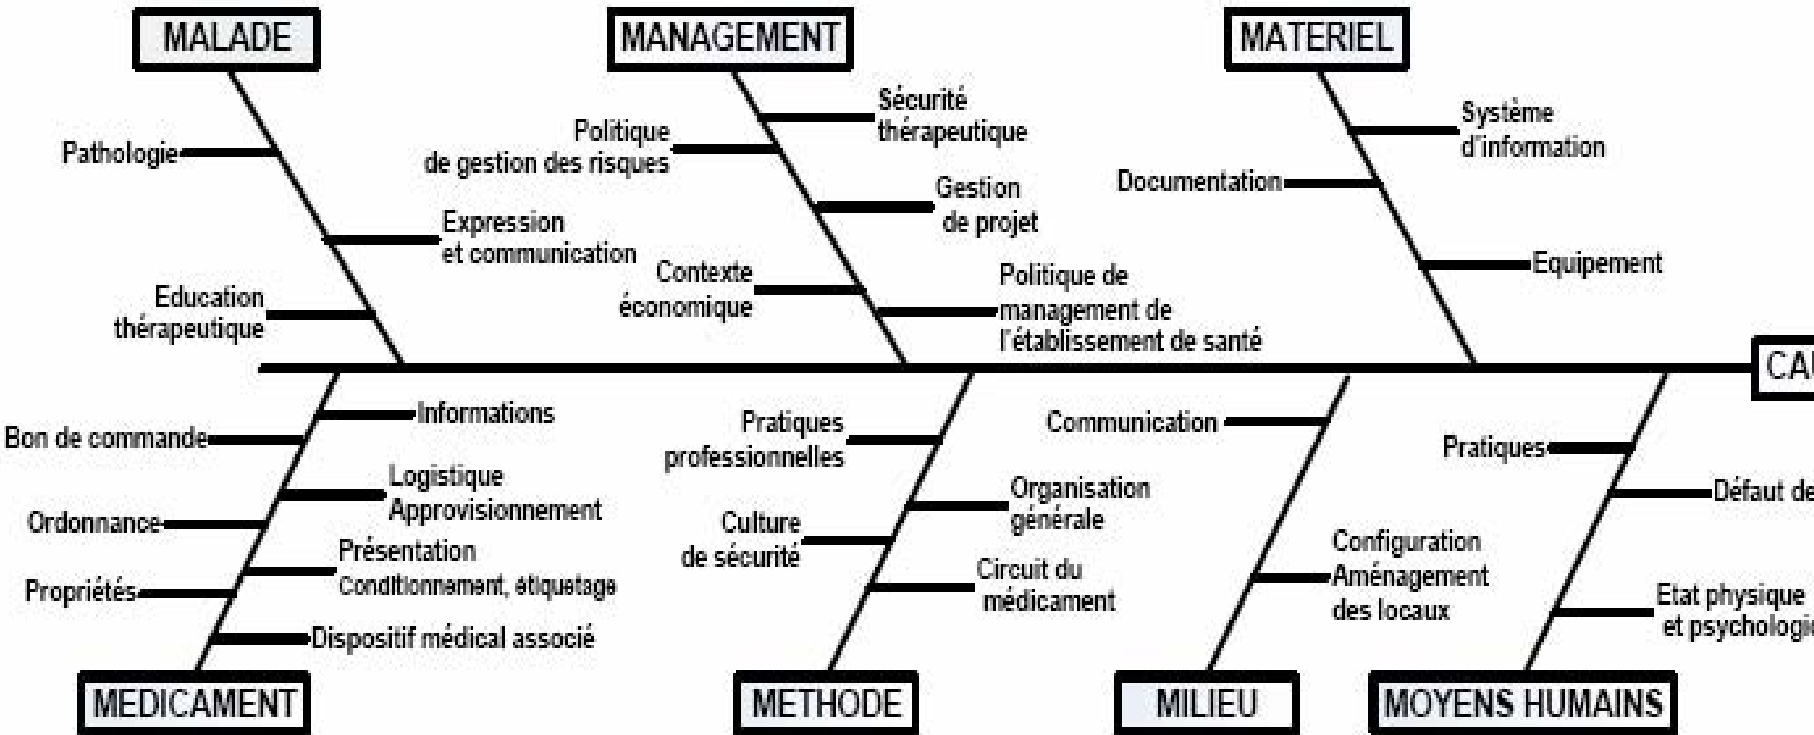 MALADE
MANAGEMENT
MATERIEL
Pathologie
Expression
et communication
Education
thérapeutique
Sécurité
thérapeutique
Politique
de gestion des risques
Gestion
de projet
Contexte
économique
Politique de
management de
l'établissement de santé
Système
d'information
Documentation
Equipement
Informations
Bon de commande
Logistique
Approvisionnement
Ordonnance
Présentation
Conditionnement, étiquetage
Propriétés
Dispositif médical associé
Pratiques
professionnelles
Organisation
générale
Culture
de sécurité
Circuit du
médicament
Communication
Configuration
Aménagement
des locaux
Pratiques
Défaut de
Etat physique
et
MEDICAMENT
METHODE
MILIEU
MOYENS HUMAINS